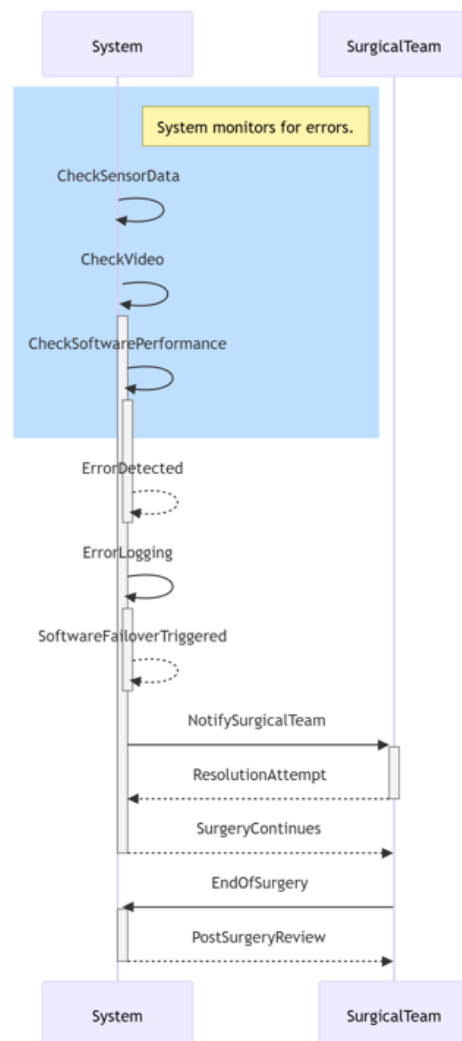 System
SurgicalTeam
System monitors for errors.
CheckSensorData
CheckVideo
CheckSoftwarePerformance
ErrorDetected
ErrorLogging
SoftwareFailoverTriggered
NotifySurgicalTeam
ResolutionAttempt
SurgeryContinues
EndOfSurgery
PostSurgeryReview
System
SurgicalTeam